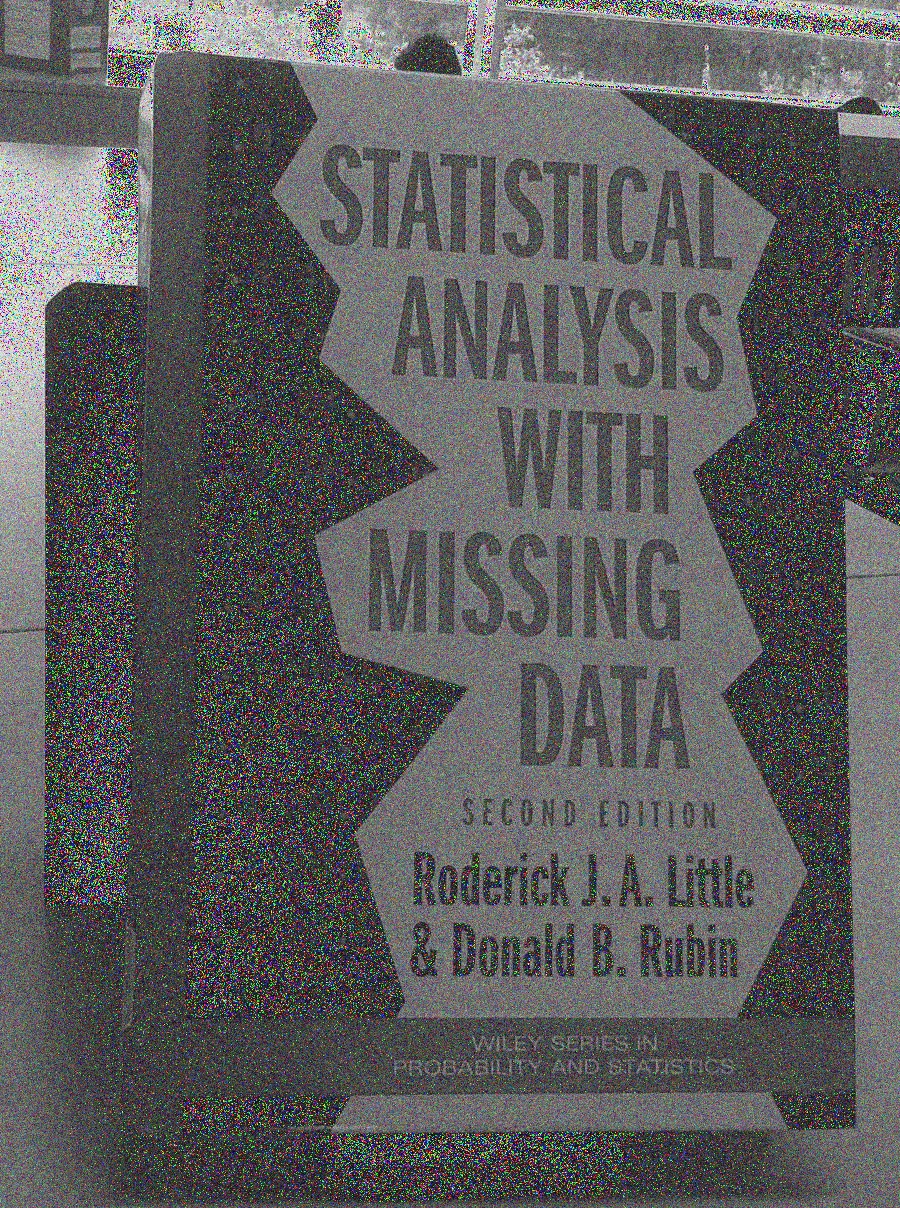 STATISTICAL
ANALYSIS
WITH
MISSING
DATA
SECOND EDITION
Roderick J. A. Little
& Donald B. Rubin
WILEY SERIES IN
PROBABILITY AND STATISTICS